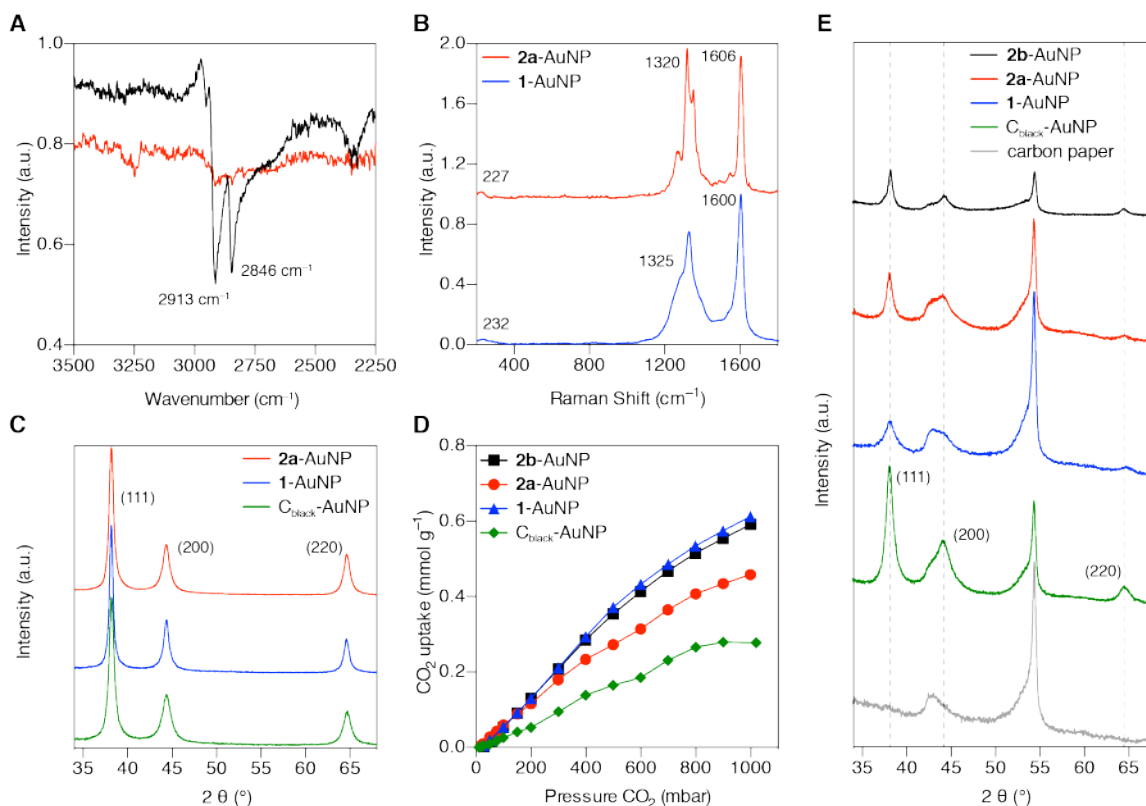 A
1.0
0.8
0.6
0.4
Intensity (a.u.)
2846 cm⁻¹
2913 cm⁻¹
3500
3250
3000
2750
2500
2250
Wavenumber (cm⁻¹)
B
2.0
1.6
1.2
0.8
0.4
0.0
Intensity (a.u.)
2a-AuNP
1-AuNP
1320
1606
227
1600
1325
232
400
800
1200
1600
Raman Shift (cm⁻¹)
C
Intensity (a.u.)
2a-AuNP
1-AuNP
C_black-AuNP
(111)
(200)
(220)
35
40
45
50
55
60
65
2 θ (°)
D
0.8
0.6
0.4
0.2
0.0
CO₂ uptake (mmol g⁻¹)
2b-AuNP
2a-AuNP
1-AuNP
C_black-AuNP
0
200
400
600
800
1000
Pressure CO₂ (mbar)
E
2b-AuNP
2a-AuNP
1-AuNP
C_black-AuNP
carbon paper
Intensity (a.u.)
(111)
(200)
(220)
35
40
45
50
55
60
65
2 θ (°)